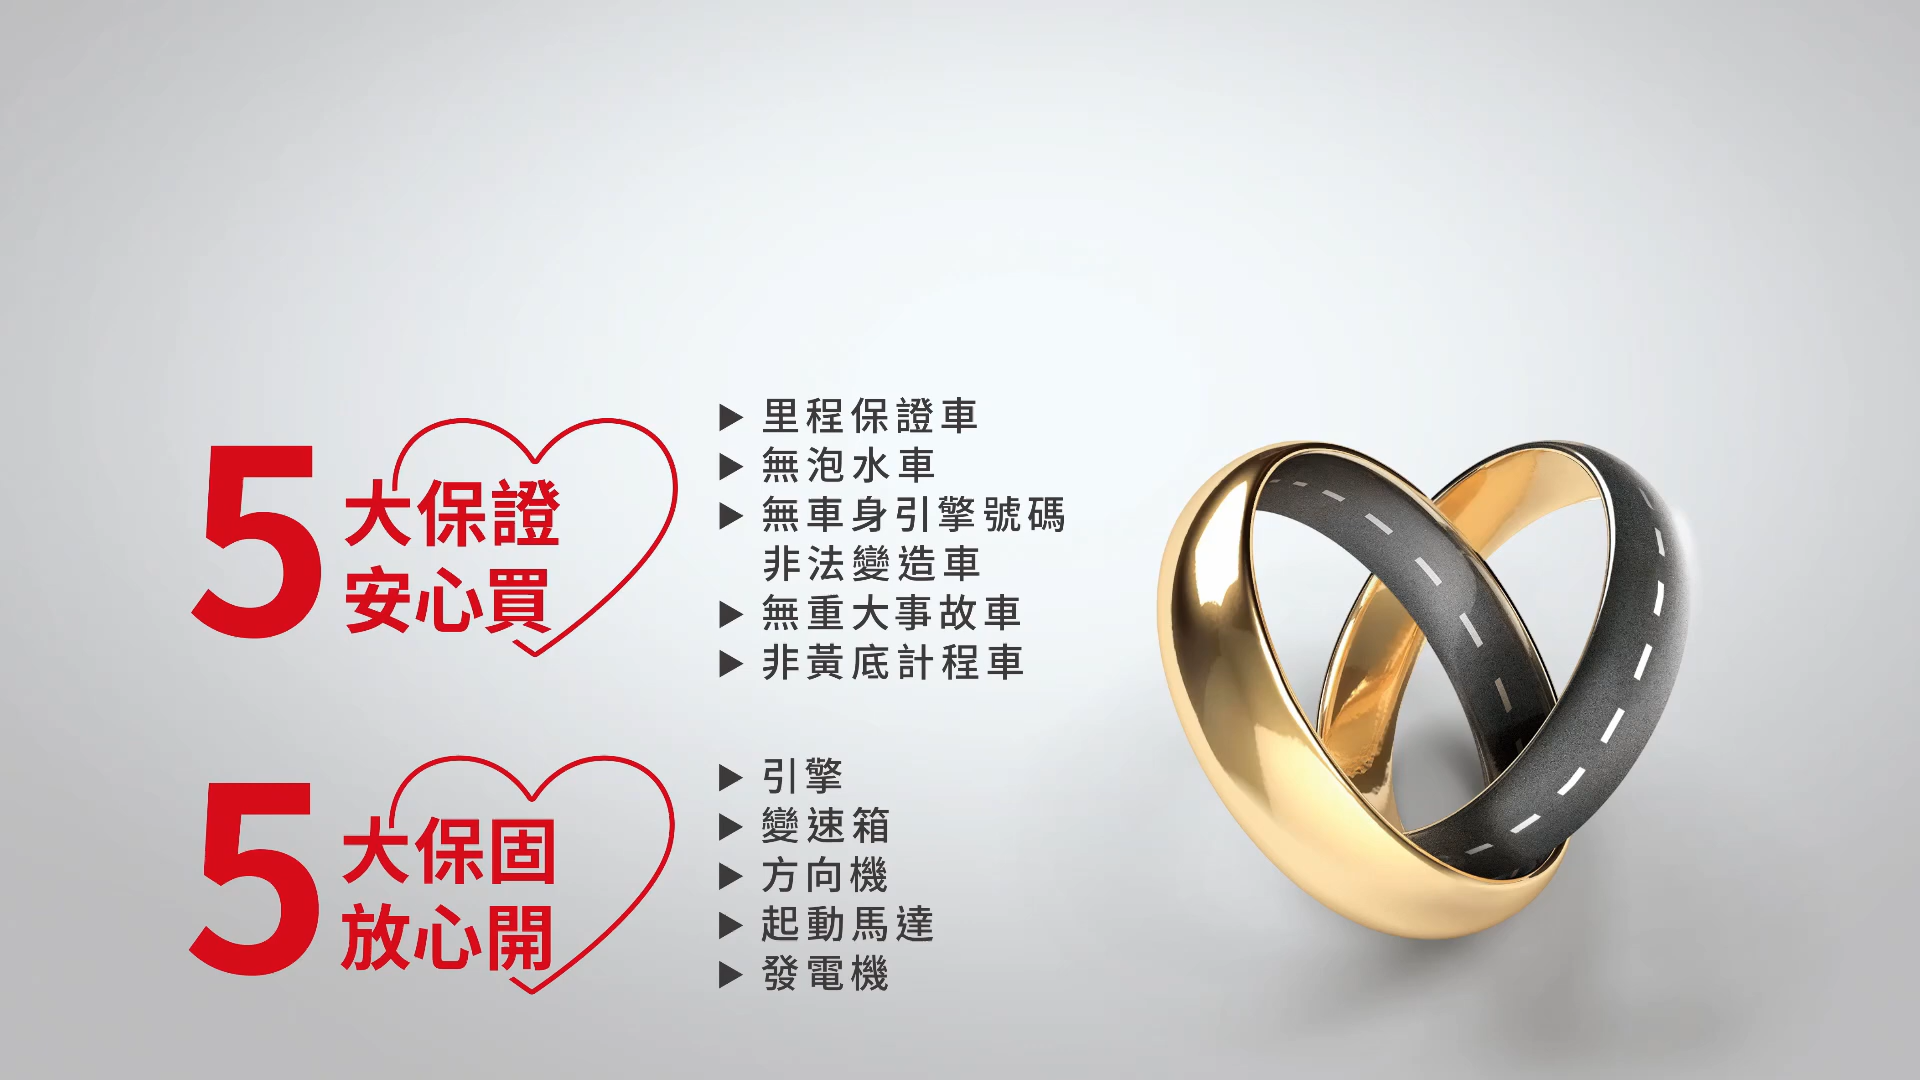 5大保證
安心買
▶ 里程保證車
▶ 無泡水車
▶ 無車身引擎號碼
非法變造車
▶ 無重大事故車
▶ 非黃底計程車
5大保固
放心開
▶ 引擎
▶ 變速箱
▶ 方向機
▶ 起動馬達
▶ 發電機